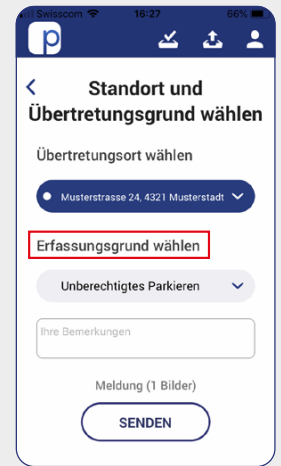 Swisscom 16:27 66%
p
Standort und
Übertretungsgrund wählen
Übertretungsort wählen
Musterstrasse 24, 4321 Musterstadt
Erfassungsgrund wählen
Unberechtigtes Parkieren
Ihre Bemerkungen
Meldung (1 Bilder)
SENDEN